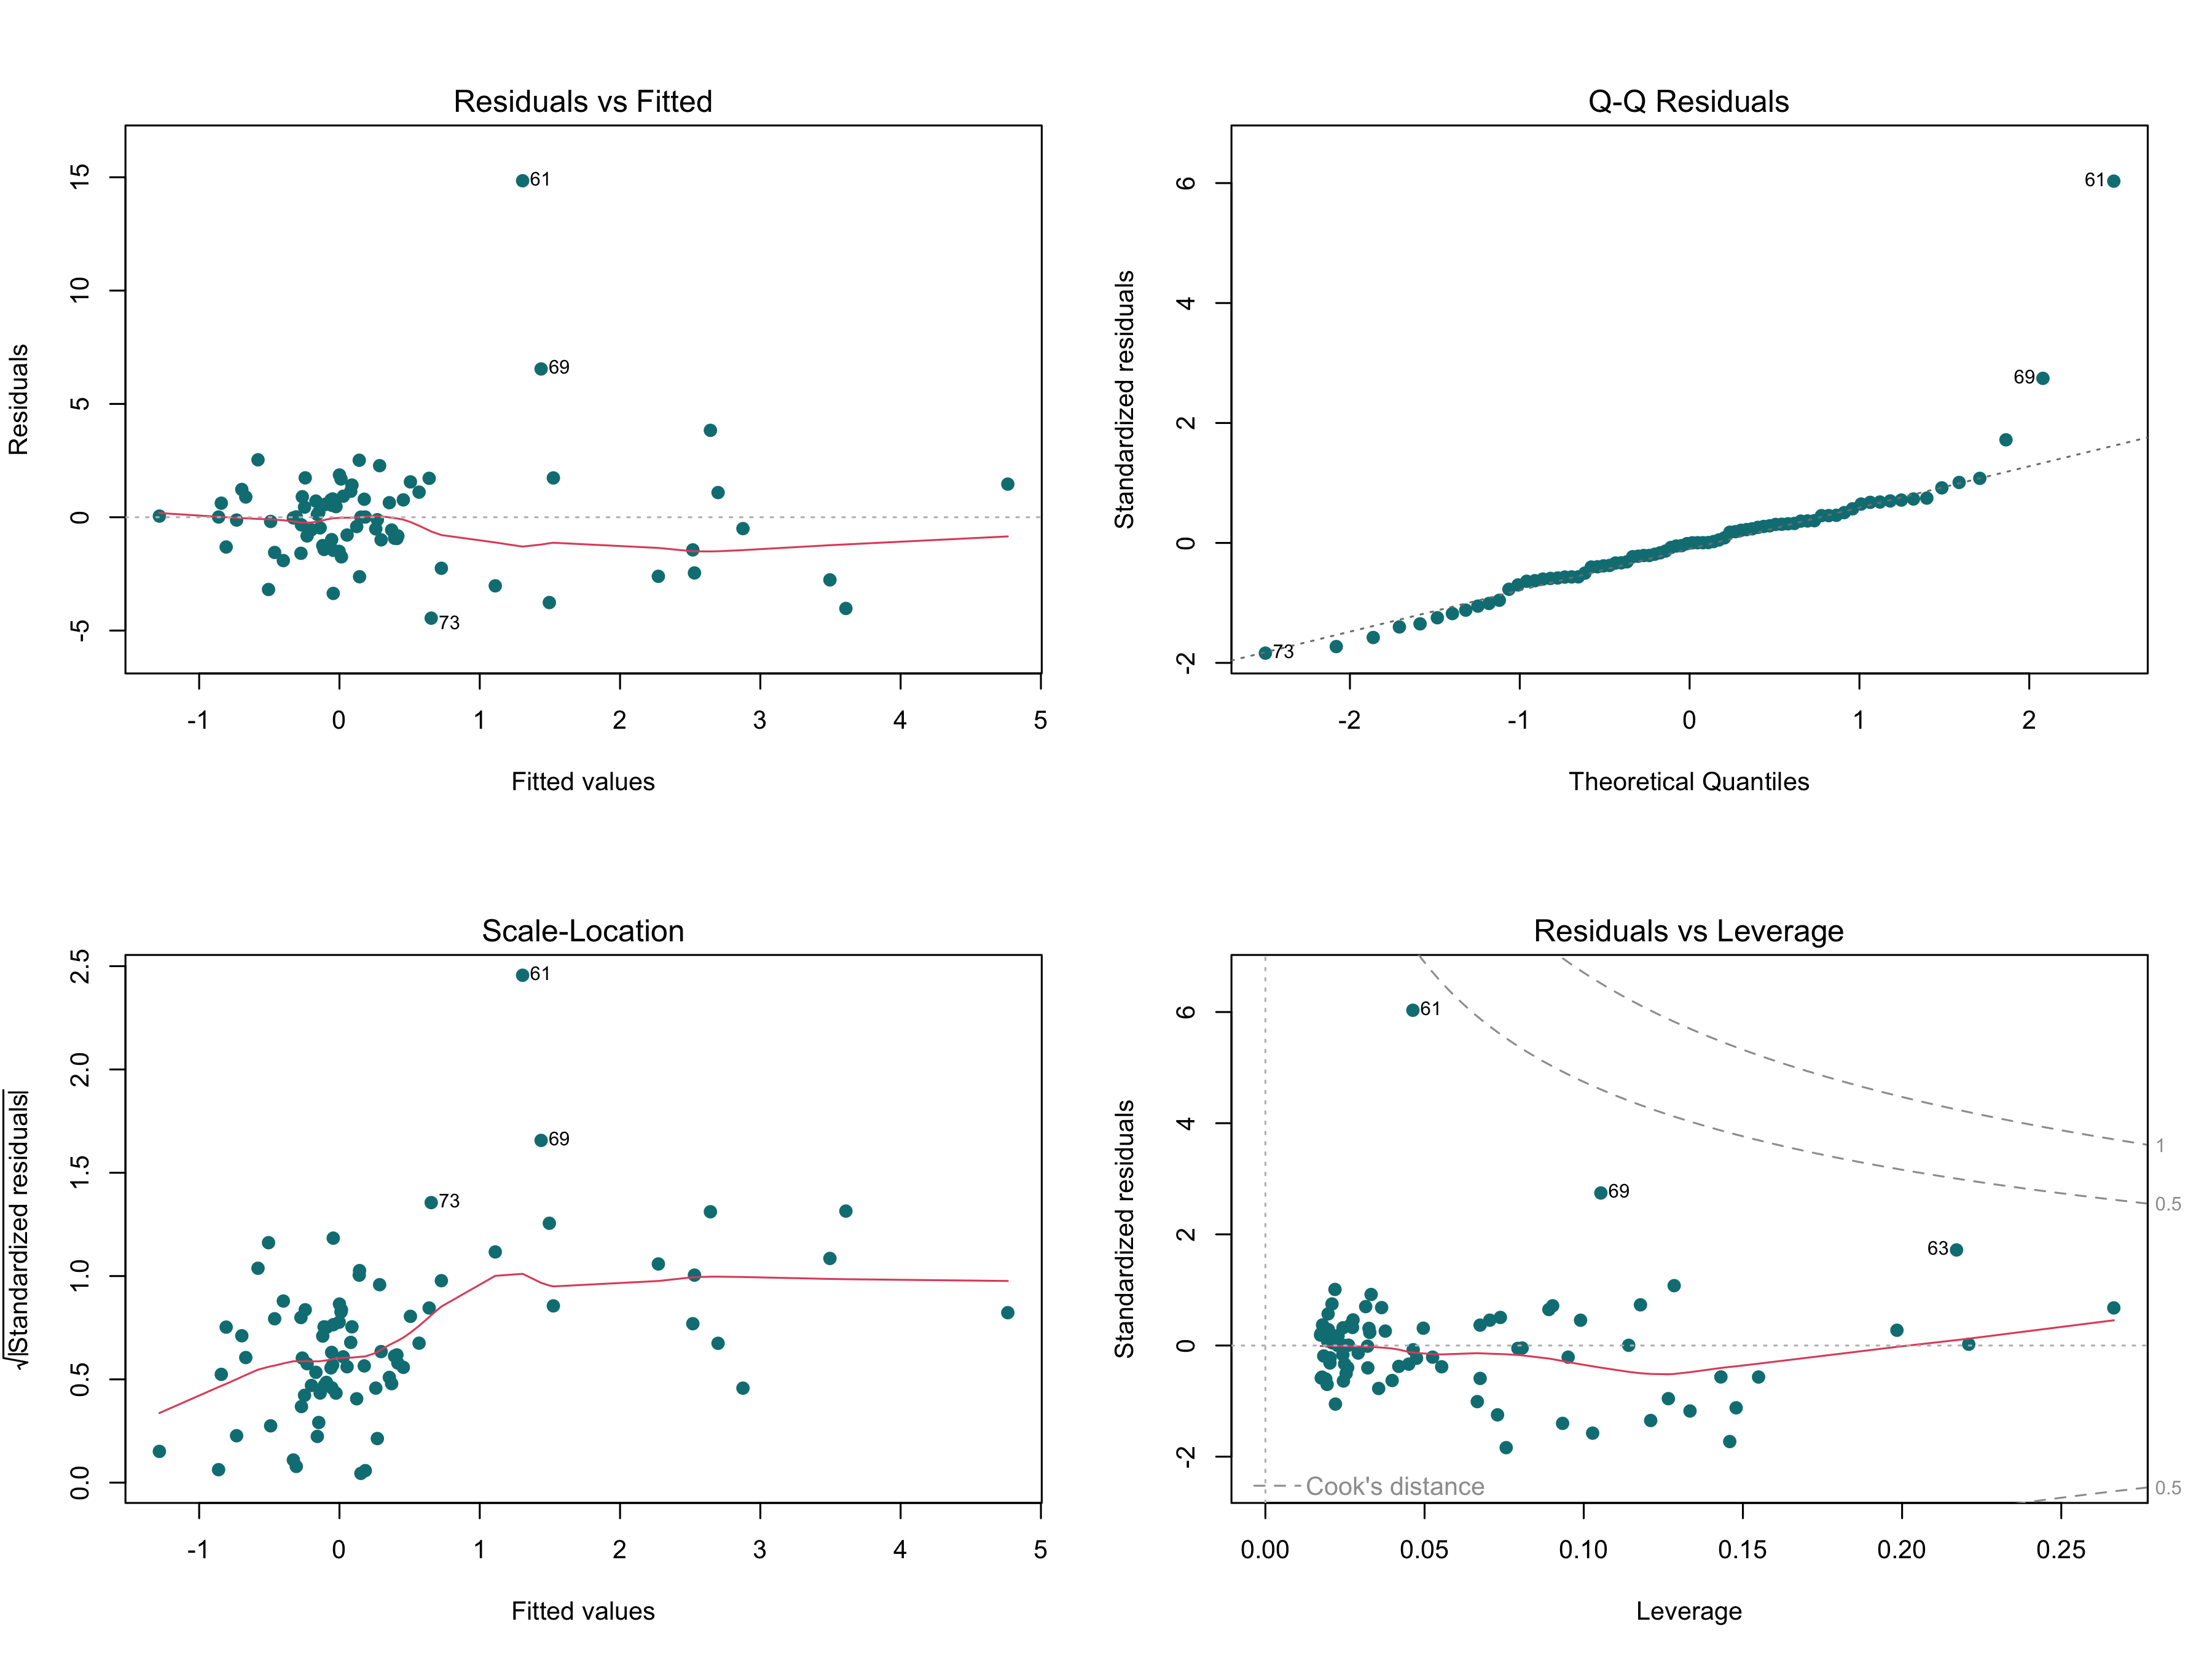 Residuals vs Fitted
Residuals
15
10
5
0
-5
61
69
73
-1 0 1 2 3 4 5
Fitted values
Q-Q Residuals
Standardized residuals
6
4
2
0
-2
61
69
73
-2 -1 0 1 2
Theoretical Quantiles
Scale-Location
√|Standardized residuals|
2.5
2.0
1.5
1.0
0.5
0.0
61
69
73
-1 0 1 2 3 4 5
Fitted values
Residuals vs Leverage
Standardized residuals
6
4
2
0
-2
61
69
63
1
0.5
0.5
Cook's distance
0.00 0.05 0.10 0.15 0.20 0.25
Leverage